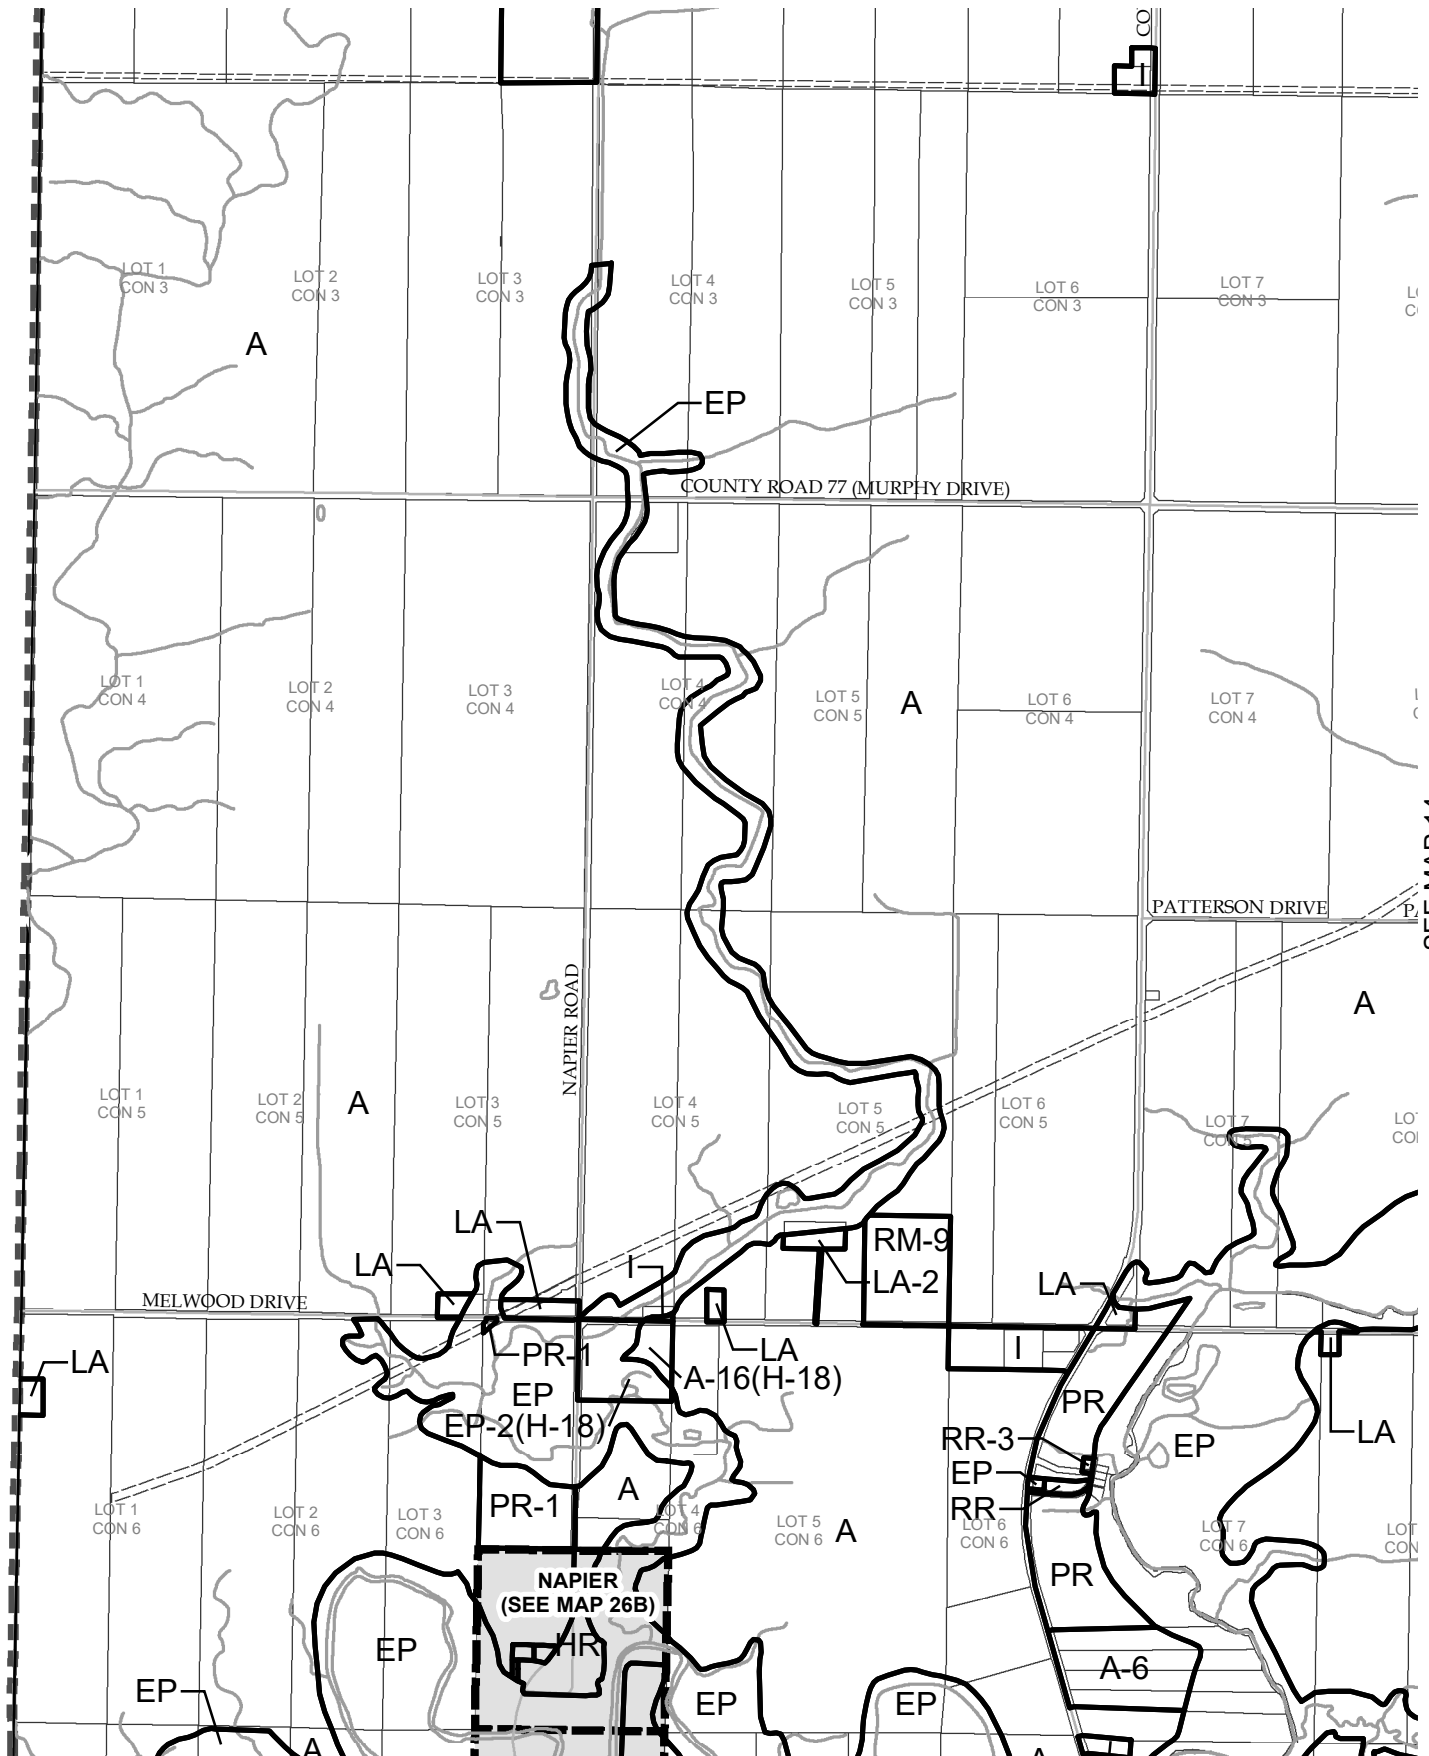 I
LOT 1
CON 3
LOT 2
CON 3
LOT 3
CON 3
LOT 4
CON 3
LOT 5
CON 3
LOT 6
CON 3
LOT 7
CON 3
A
EP
COUNTY ROAD 77 (MURPHY DRIVE)
LOT 1
CON 4
LOT 2
CON 4
LOT 3
CON 4
LOT 4
CON 4
LOT 5
CON 5
A
LOT 6
CON 4
LOT 7
CON 4
PATTERSON DRIVE
NAPIER ROAD
A
LOT 1
CON 5
LOT 2
CON 5
A
LOT 3
CON 5
LOT 4
CON 5
LOT 5
CON 5
LOT 6
CON 5
LOT 7
CON 5
LA
LA
I
RM-9
LA-2
LA
MELWOOD DRIVE
LA
PR-1
LA
I
I
LA
EP
A-16(H-18)
EP-2(H-18)
PR
RR-3
EP
EP
RR
A
PR-1
LOT 1
CON 6
LOT 2
CON 6
LOT 3
CON 6
LOT 4
CON 6
LOT 5
CON 6
A
LOT 6
CON 6
LOT 7
CON 6
NAPIER
(SEE MAP 26B)
PR
HR
EP
A-6
EP
EP
EP
A
A